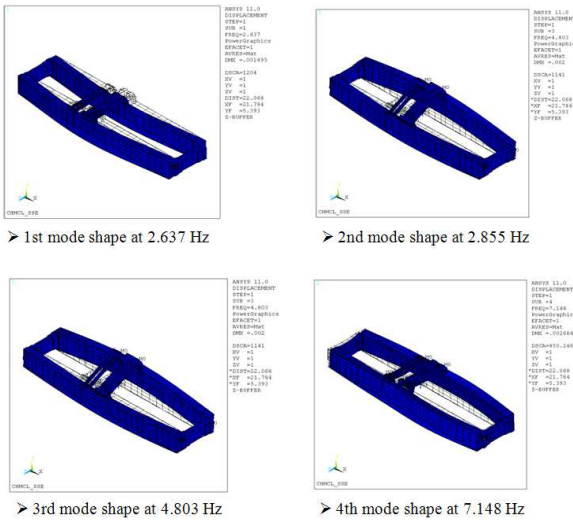 ANSYS 11.0
DISPLACEMENT
STEP=1
SUB =1
FREQ=2.637
PowerGraphics
EFACET=1
AVRES=Mat
DMX =.001693
DSCA=1204
XV =1
YV =1
ZV =1
DIST=22.088
XF =21.784
YF =5.393
Z-BUFFER
CHMCL_SSE
➢ 1st mode shape at 2.637 Hz
ANSYS 11.0
DISPLACEMENT
STEP=1
SUB =3
FREQ=4.803
PowerGraphics
EFACET=1
AVRES=Mat
DMX =.002
DSCA=1141
XV =1
YV =1
ZV =1
*DIST=22.088
*XF =21.784
*YF =5.393
Z-BUFFER
CHMCL_SSE
➢ 2nd mode shape at 2.855 Hz
ANSYS 11.0
DISPLACEMENT
STEP=1
SUB =3
FREQ=4.803
PowerGraphics
EFACET=1
AVRES=Mat
DMX =.002
DSCA=1141
XV =1
YV =1
ZV =1
*DIST=22.088
*XF =21.784
*YF =5.393
Z-BUFFER
CHMCL_SSE
➢ 3rd mode shape at 4.803 Hz
ANSYS 11.0
DISPLACEMENT
STEP=1
SUB =4
FREQ=7.148
PowerGraphics
EFACET=1
AVRES=Mat
XV =1
YV =1
ZV =1
*DIST=22.088
*XF =21.784
*YF =5.393
Z-BUFFER
CHMCL_SSE
➢ 4th mode shape at 7.148 Hz